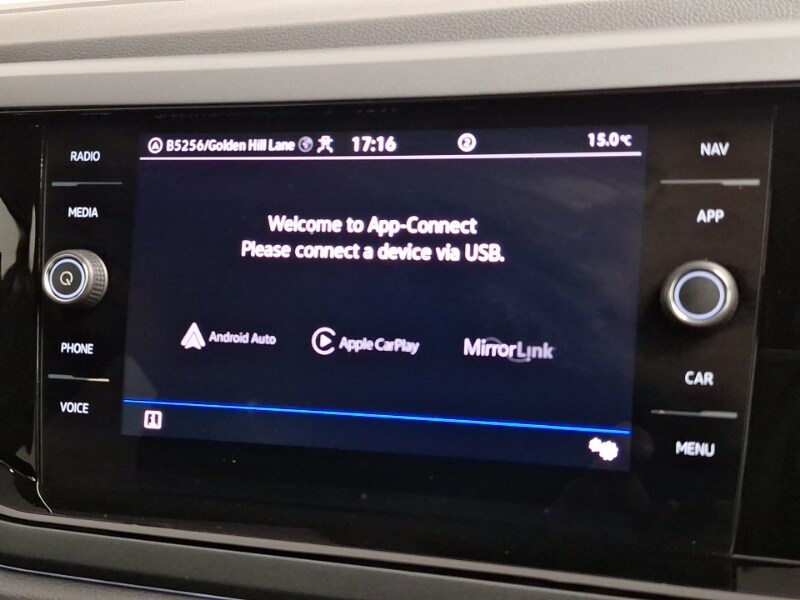 RADIO
MEDIA
PHONE
VOICE
B5256/Golden Hill Lane 17:16 2 15.0°C
Welcome to App-Connect
Please connect a device via USB.
Android Auto Apple CarPlay MirrorLink
NAV
APP
CAR
MENU